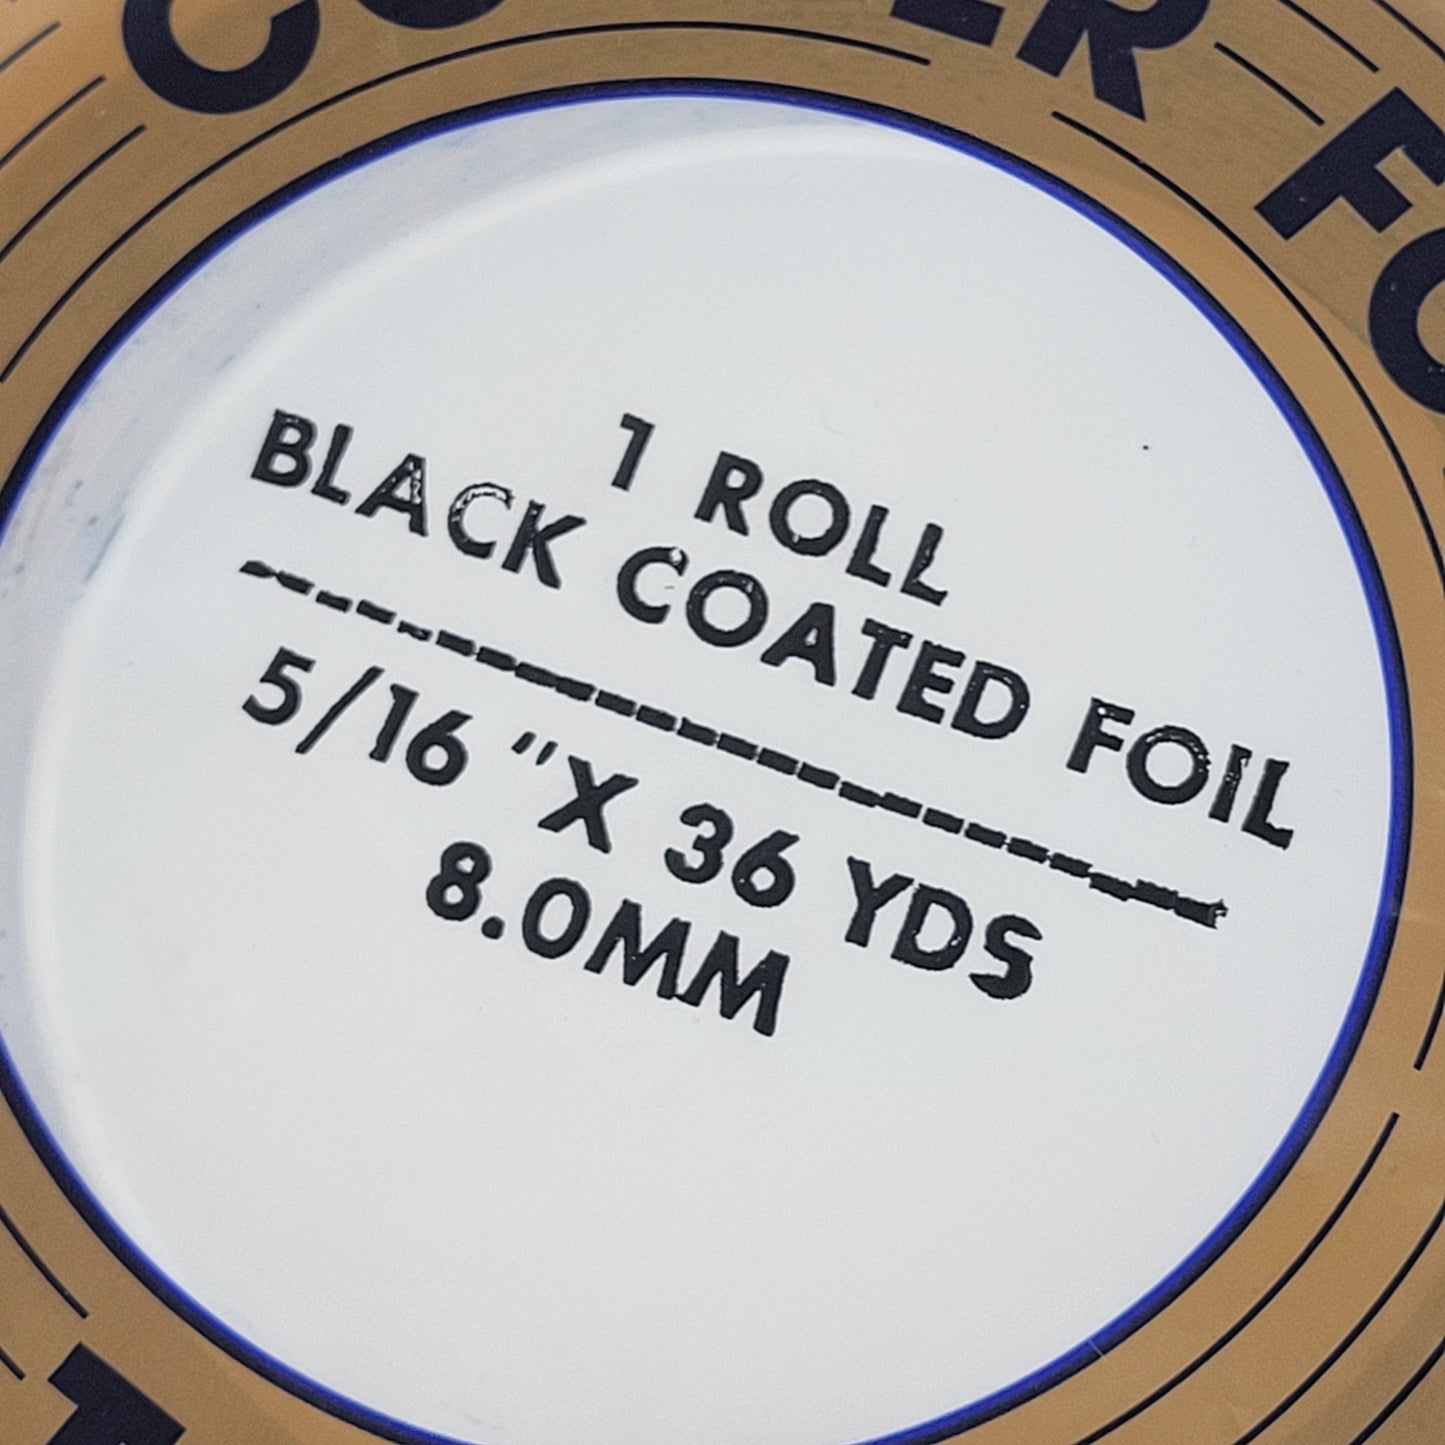 1 ROLL
BLACK COATED FOIL
5/16 "X 36 YDS
8.0MM